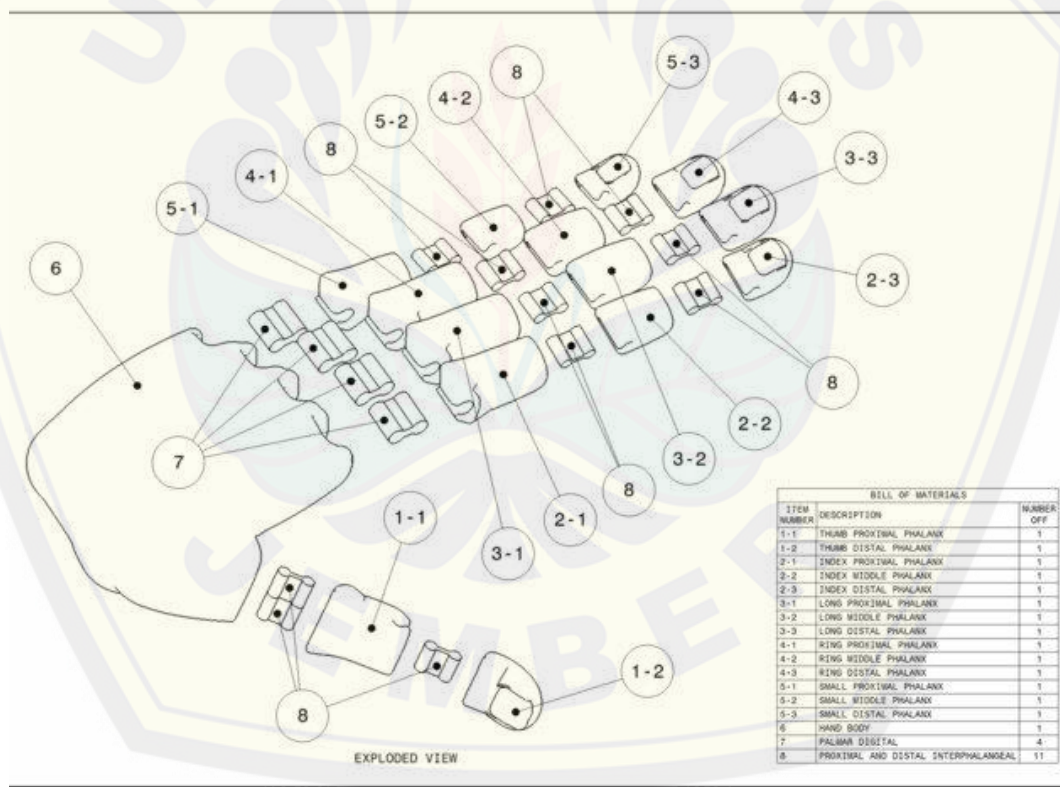 5-3
8
4-2
4-3
5-2
8
3-3
4-1
5-1
6
2-3
8
2-2
7
3-2
8
2-1
1-1
3-1
1-2
8
EXPLODED VIEW
BILL OF MATERIALS
ITEM NUMBER DESCRIPTION NUMBER OFF
1-1 THUMB PROXIMAL PHALANX 1
1-2 THUMB DISTAL PHALANX 1
2-1 INDEX PROXIMAL PHALANX 1
2-2 INDEX MIDDLE PHALANX 1
2-3 INDEX DISTAL PHALANX 1
3-1 LONG PROXIMAL PHALANX 1
3-2 LONG MIDDLE PHALANX 1
3-3 LONG DISTAL PHALANX 1
4-1 RING PROXIMAL PHALANX 1
4-2 RING MIDDLE PHALANX 1
4-3 RING DISTAL PHALANX 1
5-1 SMALL PROXIMAL PHALANX 1
5-2 SMALL MIDDLE PHALANX 1
5-3 SMALL DISTAL PHALANX 1
6 HAND BODY 1
7 PALMAR DIGITAL 4
8 PROXIMAL AND DISTAL INTERPHALANGEAL 11
JEMBER